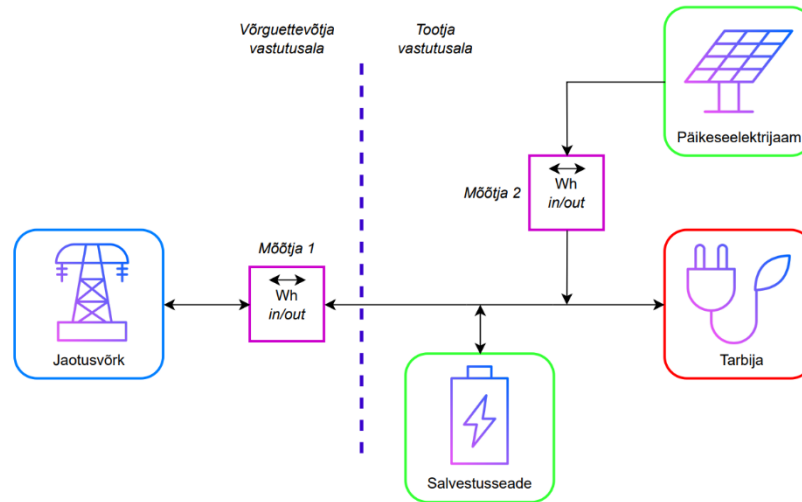 Võrguettevõtja
vastutusala
Tootja
vastutusala
Päikeseelektrijaam
Mõõtja 2
Wh
in/out
Mõõtja 1
Wh
in/out
Jaotusvõrk
Tarbija
Salvestusseade